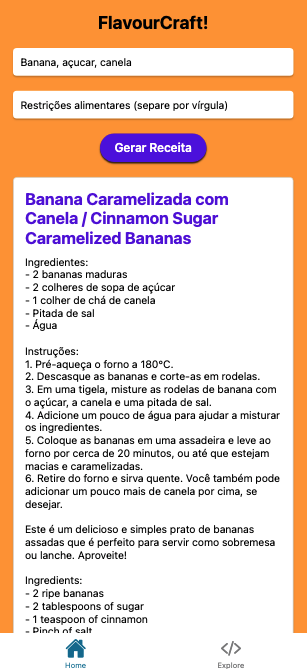 FlavourCraft!
Banana, açucar, canela
Restrições alimentares (separe por vírgula)
Gerar Receita
Banana Caramelizada com
Canela / Cinnamon Sugar
Caramelized Bananas
Ingredientes:
- 2 bananas maduras
- 2 colheres de sopa de açúcar
- 1 colher de chá de canela
- Pitada de sal
- Água
Instruções:
1. Pré-aqueça o forno a 180°C.
2. Descasque as bananas e corte-as em rodelas.
3. Em uma tigela, misture as rodelas de banana com
o açúcar, a canela e uma pitada de sal.
4. Adicione um pouco de água para ajudar a misturar
os ingredientes.
5. Coloque as bananas em uma assadeira e leve ao
forno por cerca de 20 minutos, ou até que estejam
macias e caramelizadas.
6. Retire do forno e sirva quente. Você também pode
adicionar um pouco mais de canela por cima, se
desejar.
Este é um delicioso e simples prato de bananas
assadas que é perfeito para servir como sobremesa
ou lanche. Aproveite!
Ingredients:
- 2 ripe bananas
- 2 tablespoons of sugar
- 1 teaspoon of cinnamon
- Pinch of salt
Home
Explore